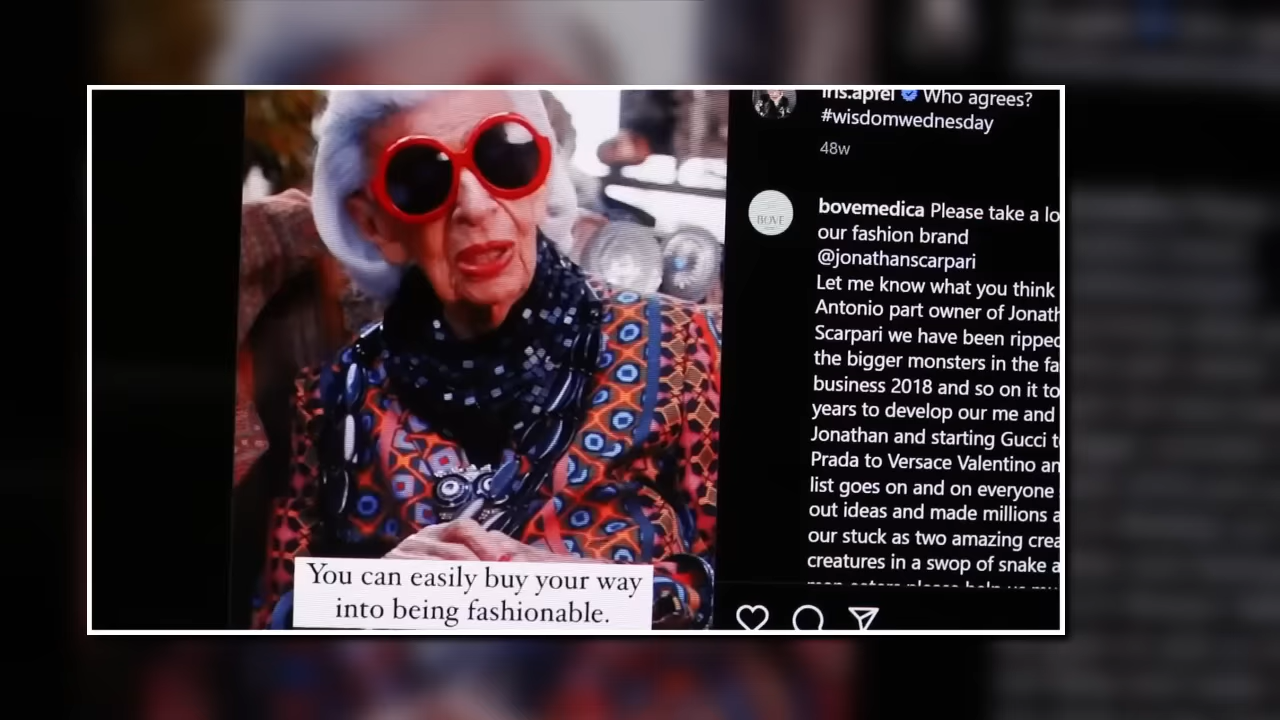 iris.apfel Who agrees?
#wisdomwednesday
48w
BOVE
bovemedica Please take a lo
our fashion brand
@jonathanscarpari
Let me know what you think
Antonio part owner of Jonath
Scarpari we have been ripped
the bigger monsters in the fa
business 2018 and so on it to
years to develop our me and
Jonathan and starting Gucci t
Prada to Versace Valentino an
list goes on and on everyone
out ideas and made millions a
our stuck as two amazing crea
creatures in a swop of snake a
You can easily buy your way
into being fashionable.